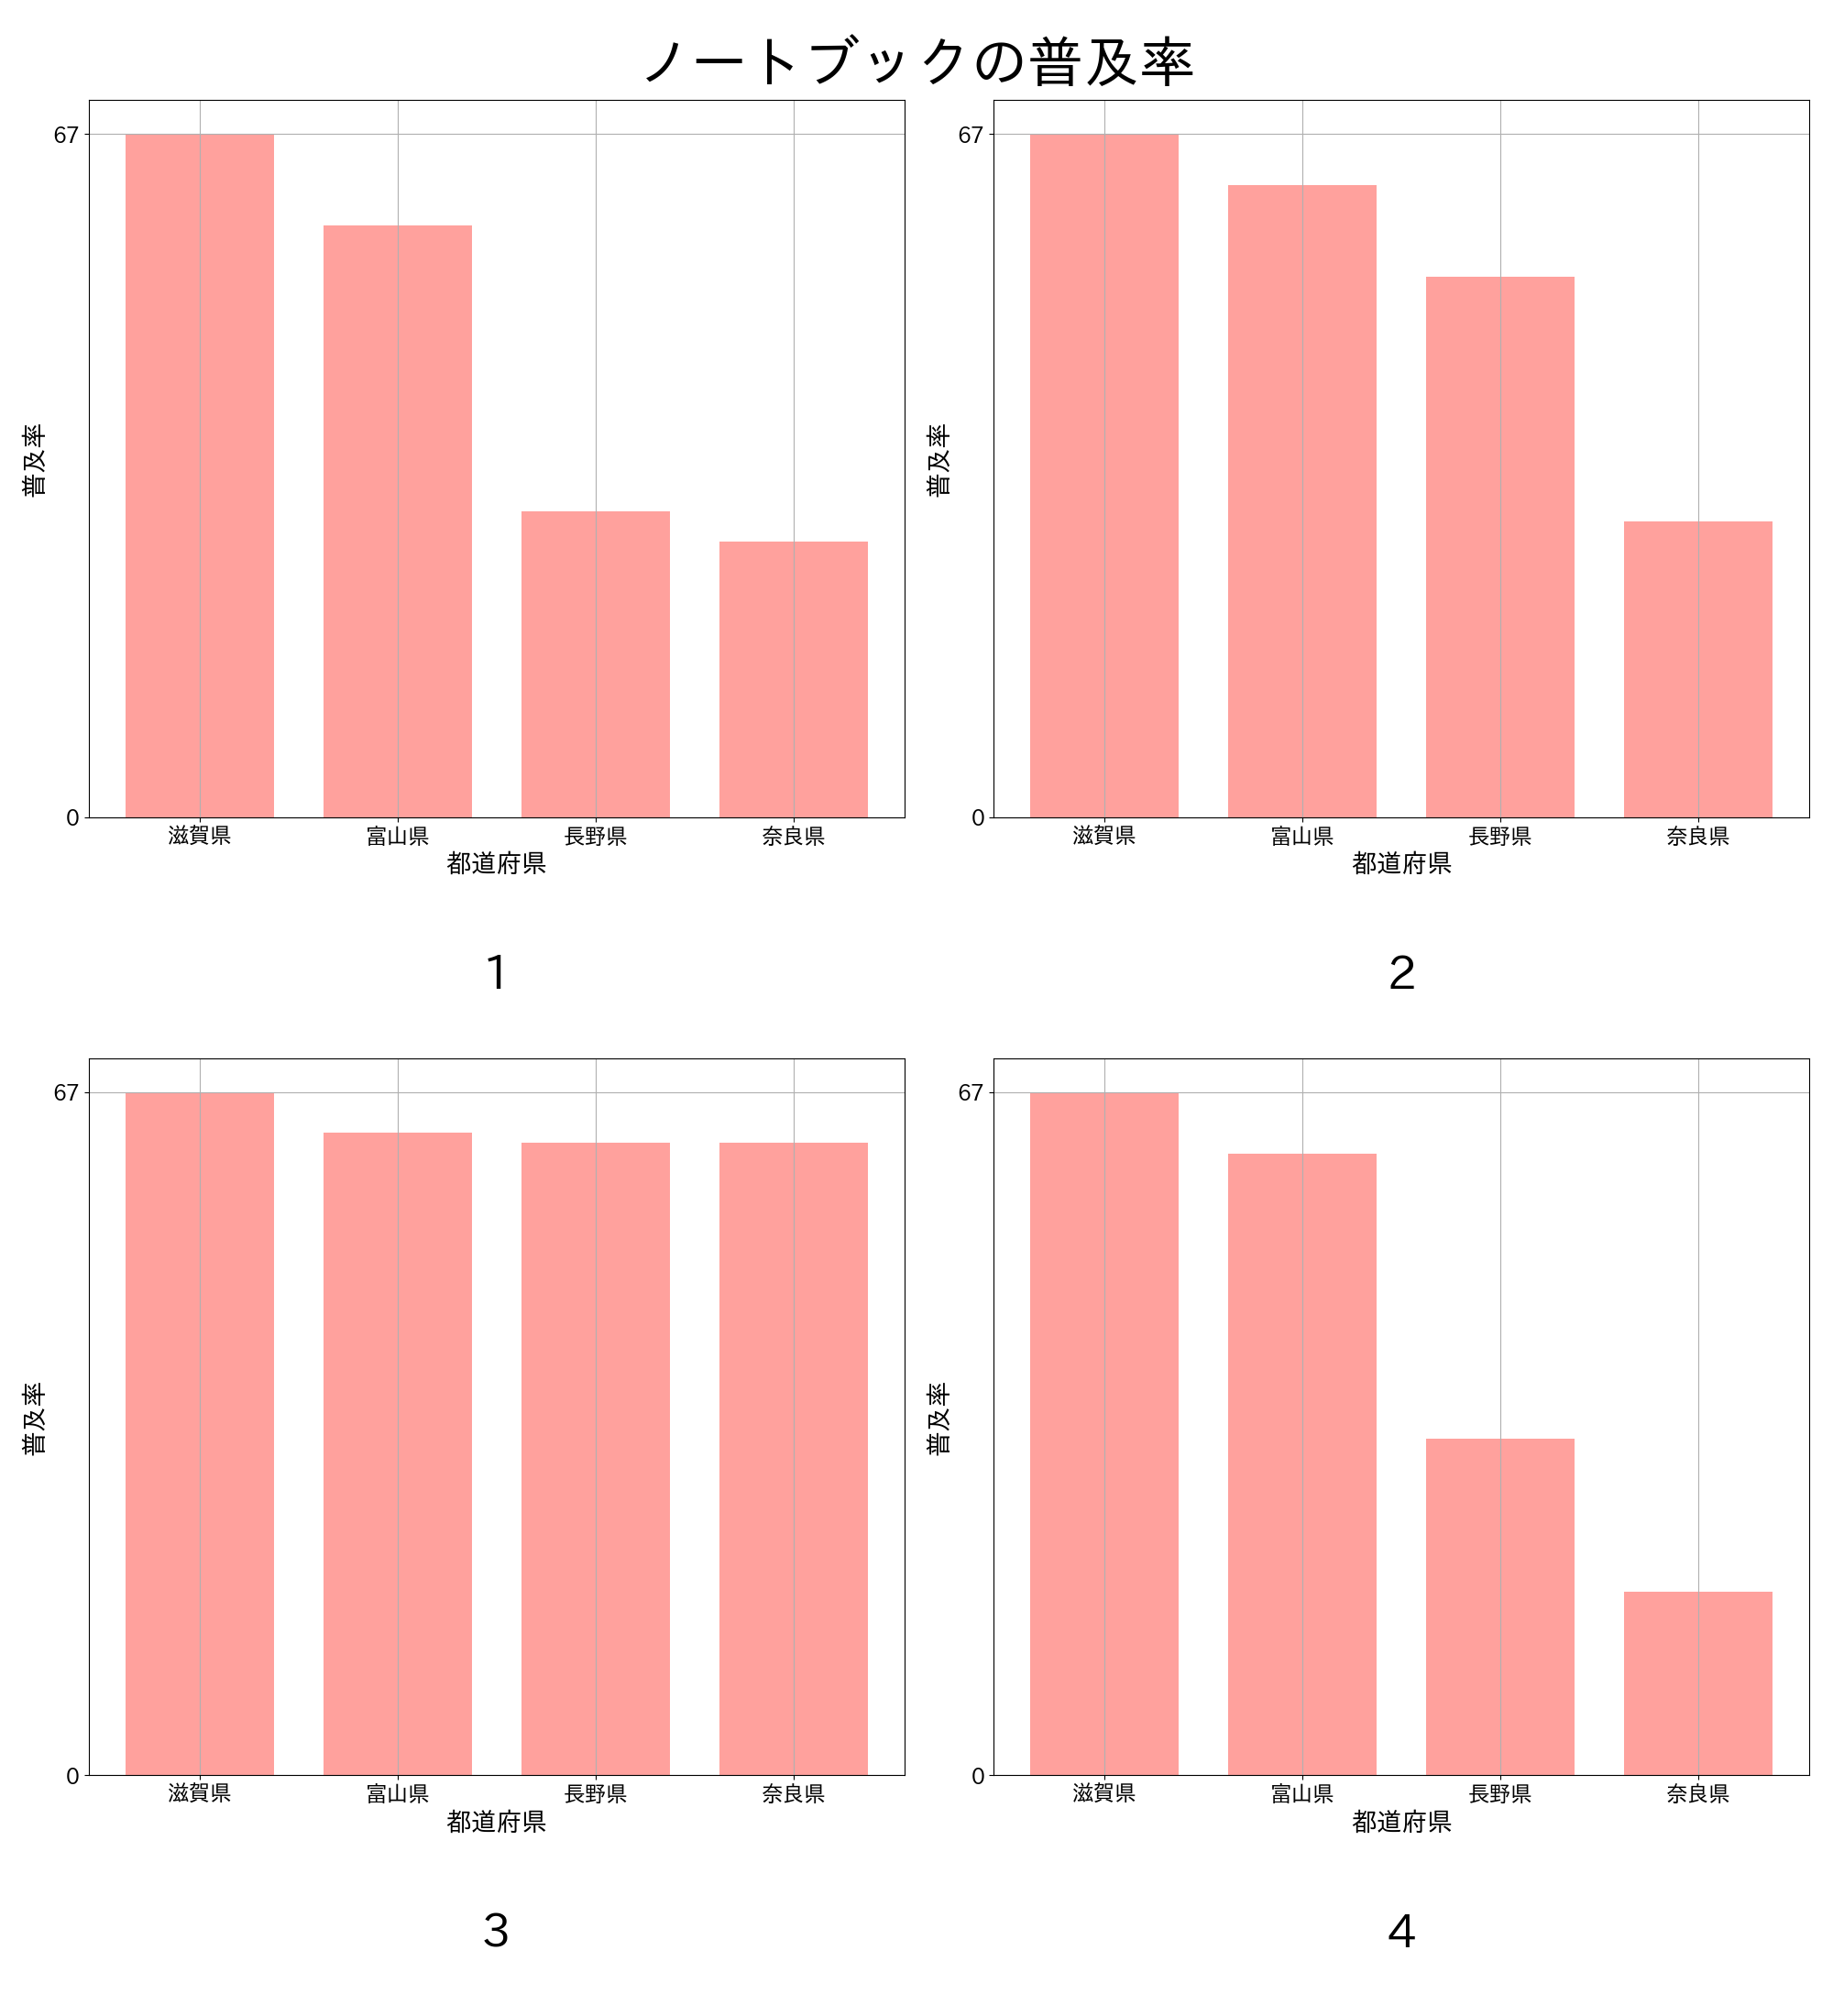 ノートブックの普及率
67
0
普及率
滋賀県 富山県 長野県 奈良県
都道府県
1
67
0
普及率
滋賀県 富山県 長野県 奈良県
都道府県
2
67
0
普及率
滋賀県 富山県 長野県 奈良県
都道府県
3
67
0
普及率
滋賀県 富山県 長野県 奈良県
都道府県
4